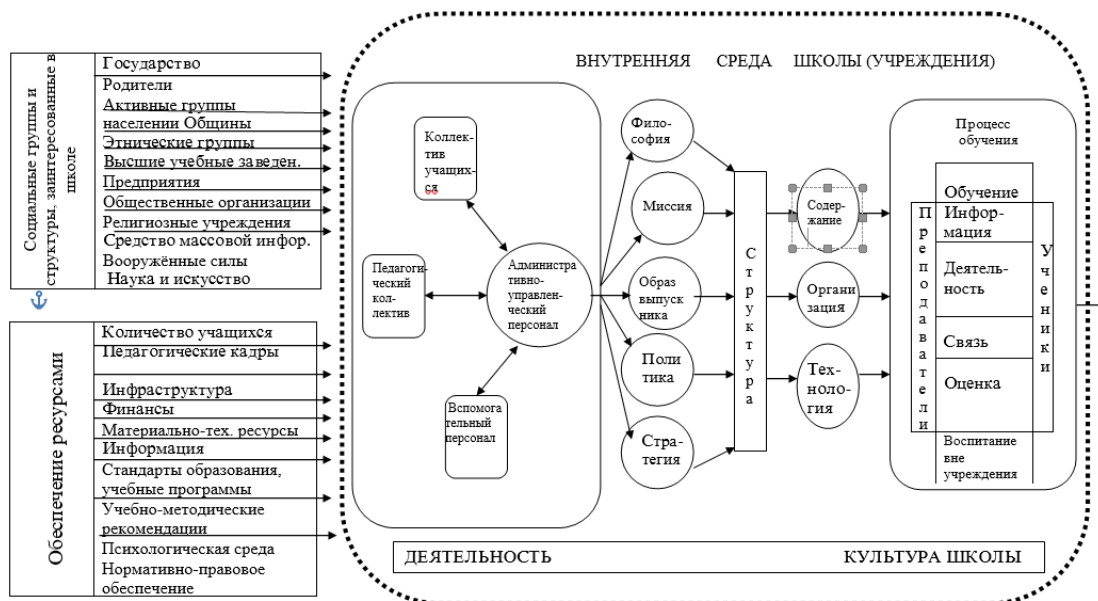 ВНУТРЕННЯЯ СРЕДА ШКОЛЫ (УЧРЕЖДЕНИЯ)
Социальные группы и
структуры, заинтересованные в
школе
Государство
Родители
Активные группы
населении Общины
Этнические группы
Высшие учебные заведен.
Предприятия
Общественные организации
Религиозные учреждения
Средство массовой инфор.
Вооружённые силы
Наука и искусство
Обеспечение ресурсами
Количество учащихся
Педагогические кадры
Инфраструктура
Финансы
Материально-тех. ресурсы
Информация
Стандарты образования,
учебные программы
Учебно-методические
рекомендации
Психологическая среда
Нормативно-правовое
обеспечение
Коллек-
тив
учащих-
ся
Педагоги-
ческий кол-
лектив
Администра
тивно-
управлен-
ческий
персонал
Вспомога
тельный
персонал
Фило-
софия
Миссия
Образ
выпуск
ника
Поли
тика
Стра-
тегия
Структура
Содер-
жание
Органи
зация
Тех-
ноло-
гия
Процесс
обучения
Преподаватели
Обучение
Инфор-
мация
Деятель-
ность
Связь
Оценка
Воспитание
вне
учреждения
Ученики
ДЕЯТЕЛЬНОСТЬ КУЛЬТУРА ШКОЛЫ